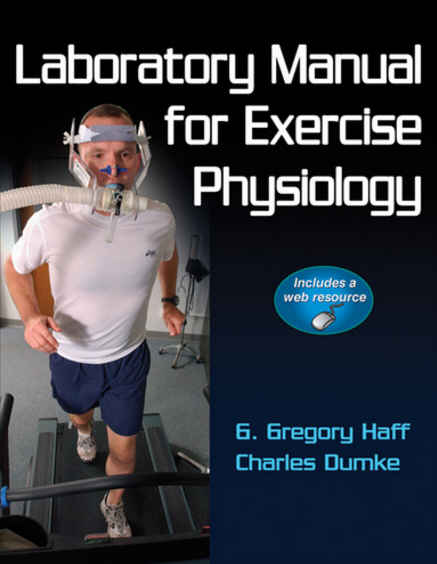 Laboratory Manual
for Exercise
Physiology
Includes a
web resource
G. Gregory Haff
Charles Dumke